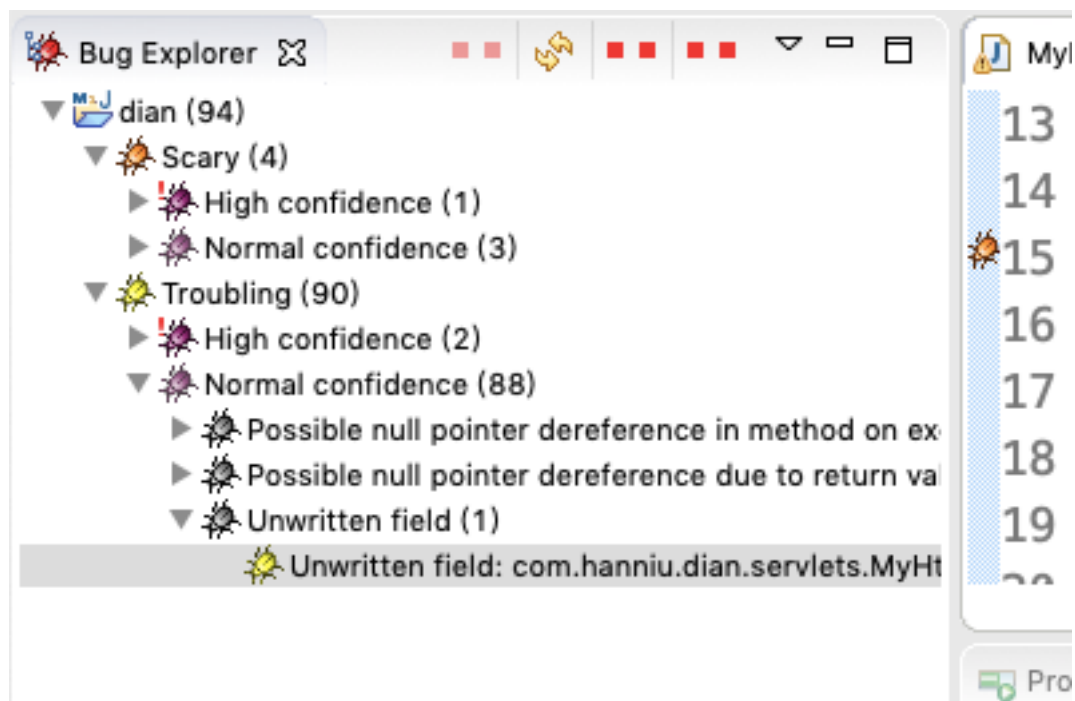 Bug Explorer
dian (94)
Scary (4)
High confidence (1)
Normal confidence (3)
Troubling (90)
High confidence (2)
Normal confidence (88)
Possible null pointer dereference in method on
Possible null pointer dereference due to return
Unwritten field (1)
Unwritten field: com.hanniu.dian.servlets.MyHt
13
14
15
16
17
18
19